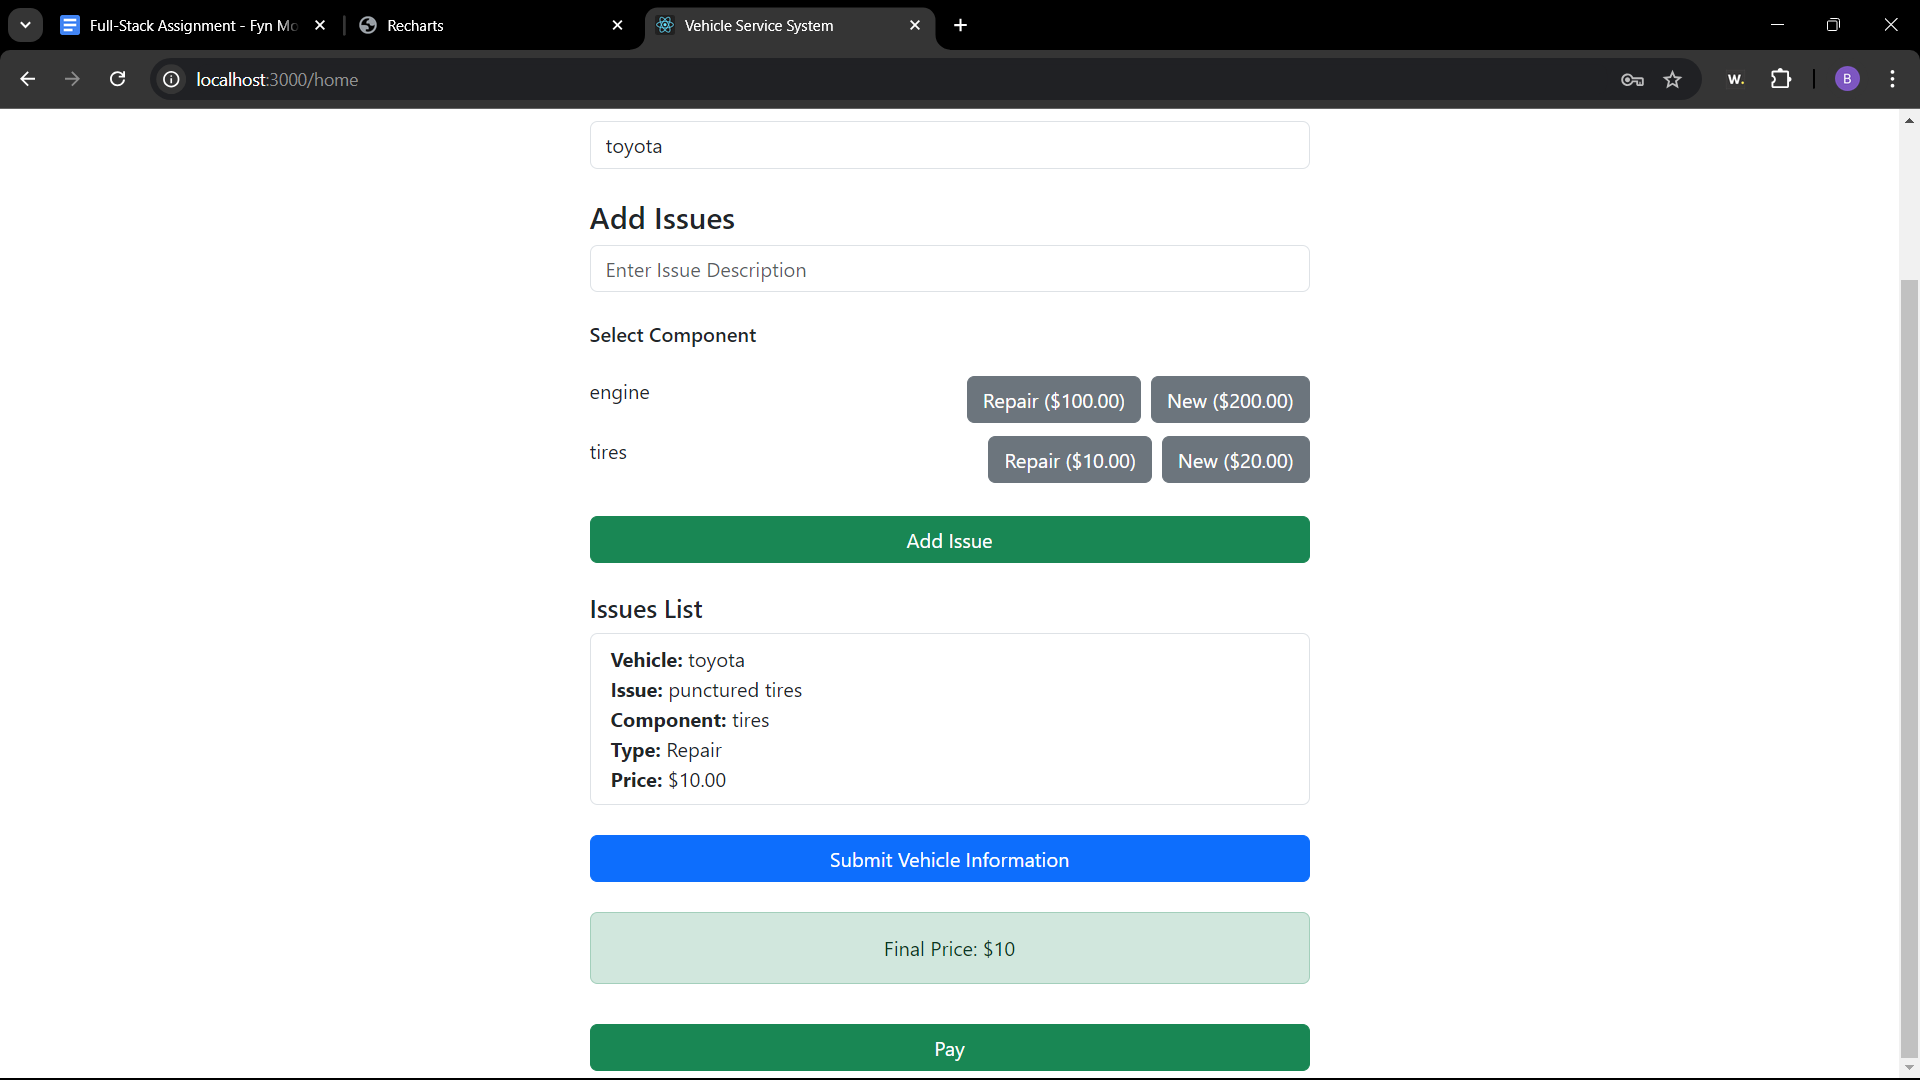 Full-Stack Assignment - Fyn Mo
Recharts
Vehicle Service System
localhost:3000/home
w.
B
toyota
Add Issues
Enter Issue Description
Select Component
engine
Repair ($100.00)
New ($200.00)
tires
Repair ($10.00)
New ($20.00)
Add Issue
Issues List
Vehicle: toyota
Issue: punctured tires
Component: tires
Type: Repair
Price: $10.00
Submit Vehicle Information
Final Price: $10
Pay